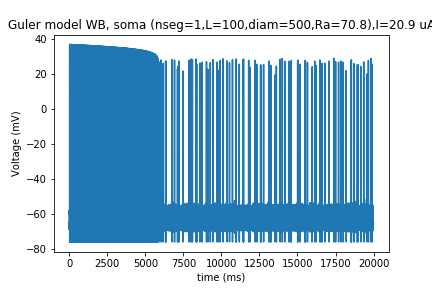 Guler model WB, soma (nseg=1,L=100,diam=500,Ra=70.8),I=20.9 uA
40
20
0
−20
−40
−60
−80
Voltage (mV)
0 2500 5000 7500 10000 12500 15000 17500 20000
time (ms)